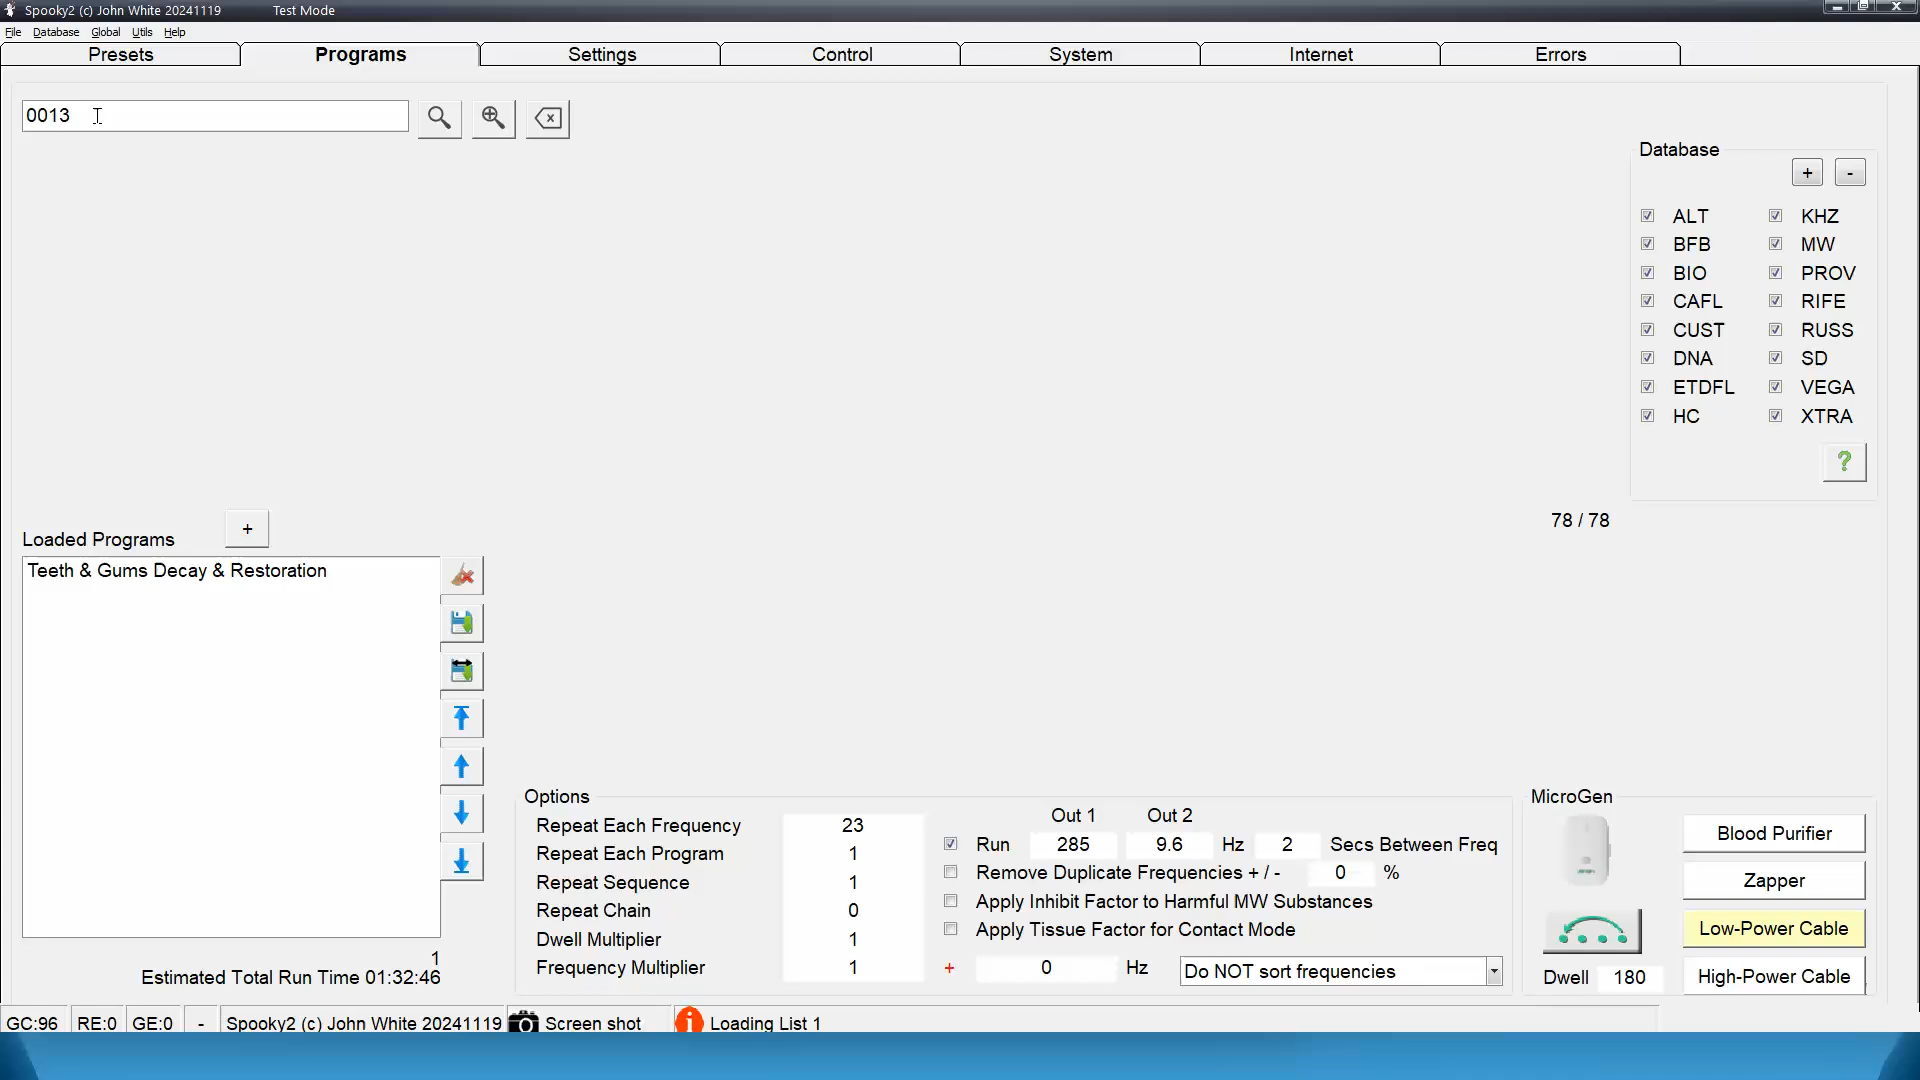 Spooky2 (c) John White 20241119 Test Mode
File Database Global Utils Help
Presets Programs Settings Control System Internet Errors
0013
Database
+ -
ALT KHZ
BFB MW
BIO PROV
CAFL RIFE
CUST RUSS
DNA SD
ETDFL VEGA
HC XTRA
?
78 / 78
Loaded Programs +
Teeth & Gums Decay & Restoration
1
Estimated Total Run Time 01:32:46
Options
Repeat Each Frequency 23
Repeat Each Program 1
Repeat Sequence 1
Repeat Chain 0
Dwell Multiplier 1
Frequency Multiplier 1
Out 1 Out 2
Run 285 9.6 Hz 2 Secs Between Freq
Remove Duplicate Frequencies + / - 0 %
Apply Inhibit Factor to Harmful MW Substances
Apply Tissue Factor for Contact Mode
+ 0 Hz Do NOT sort frequencies
MicroGen
Blood Purifier
Zapper
Low-Power Cable
Dwell 180 High-Power Cable
GC:96 RE:0 GE:0 - Spooky2 (c) John White 20241119 Screen shot Loading List 1